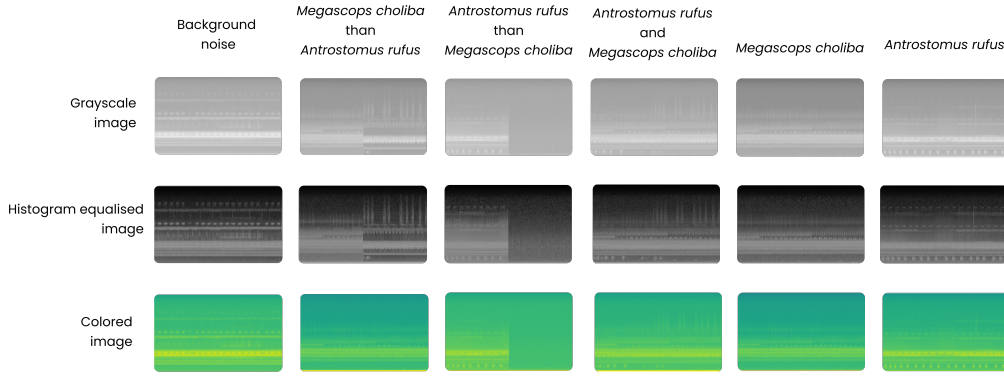 Background
noise
Megascops choliba
than
Antrostomus rufus
Antrostomus rufus
than
Megascops choliba
Antrostomus rufus
and
Megascops choliba
Megascops choliba
Antrostomus rufus
Grayscale
image
Histogram equalised
image
Colored
image